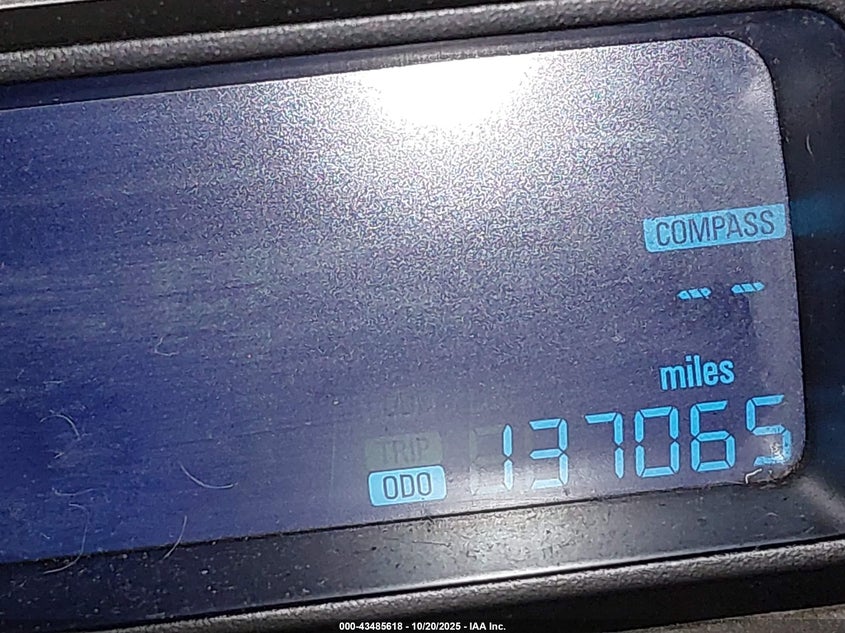 COMPASS
--
miles
TRIP
ODO 137065
000-43485618 - 10/20/2025 - IAA Inc.